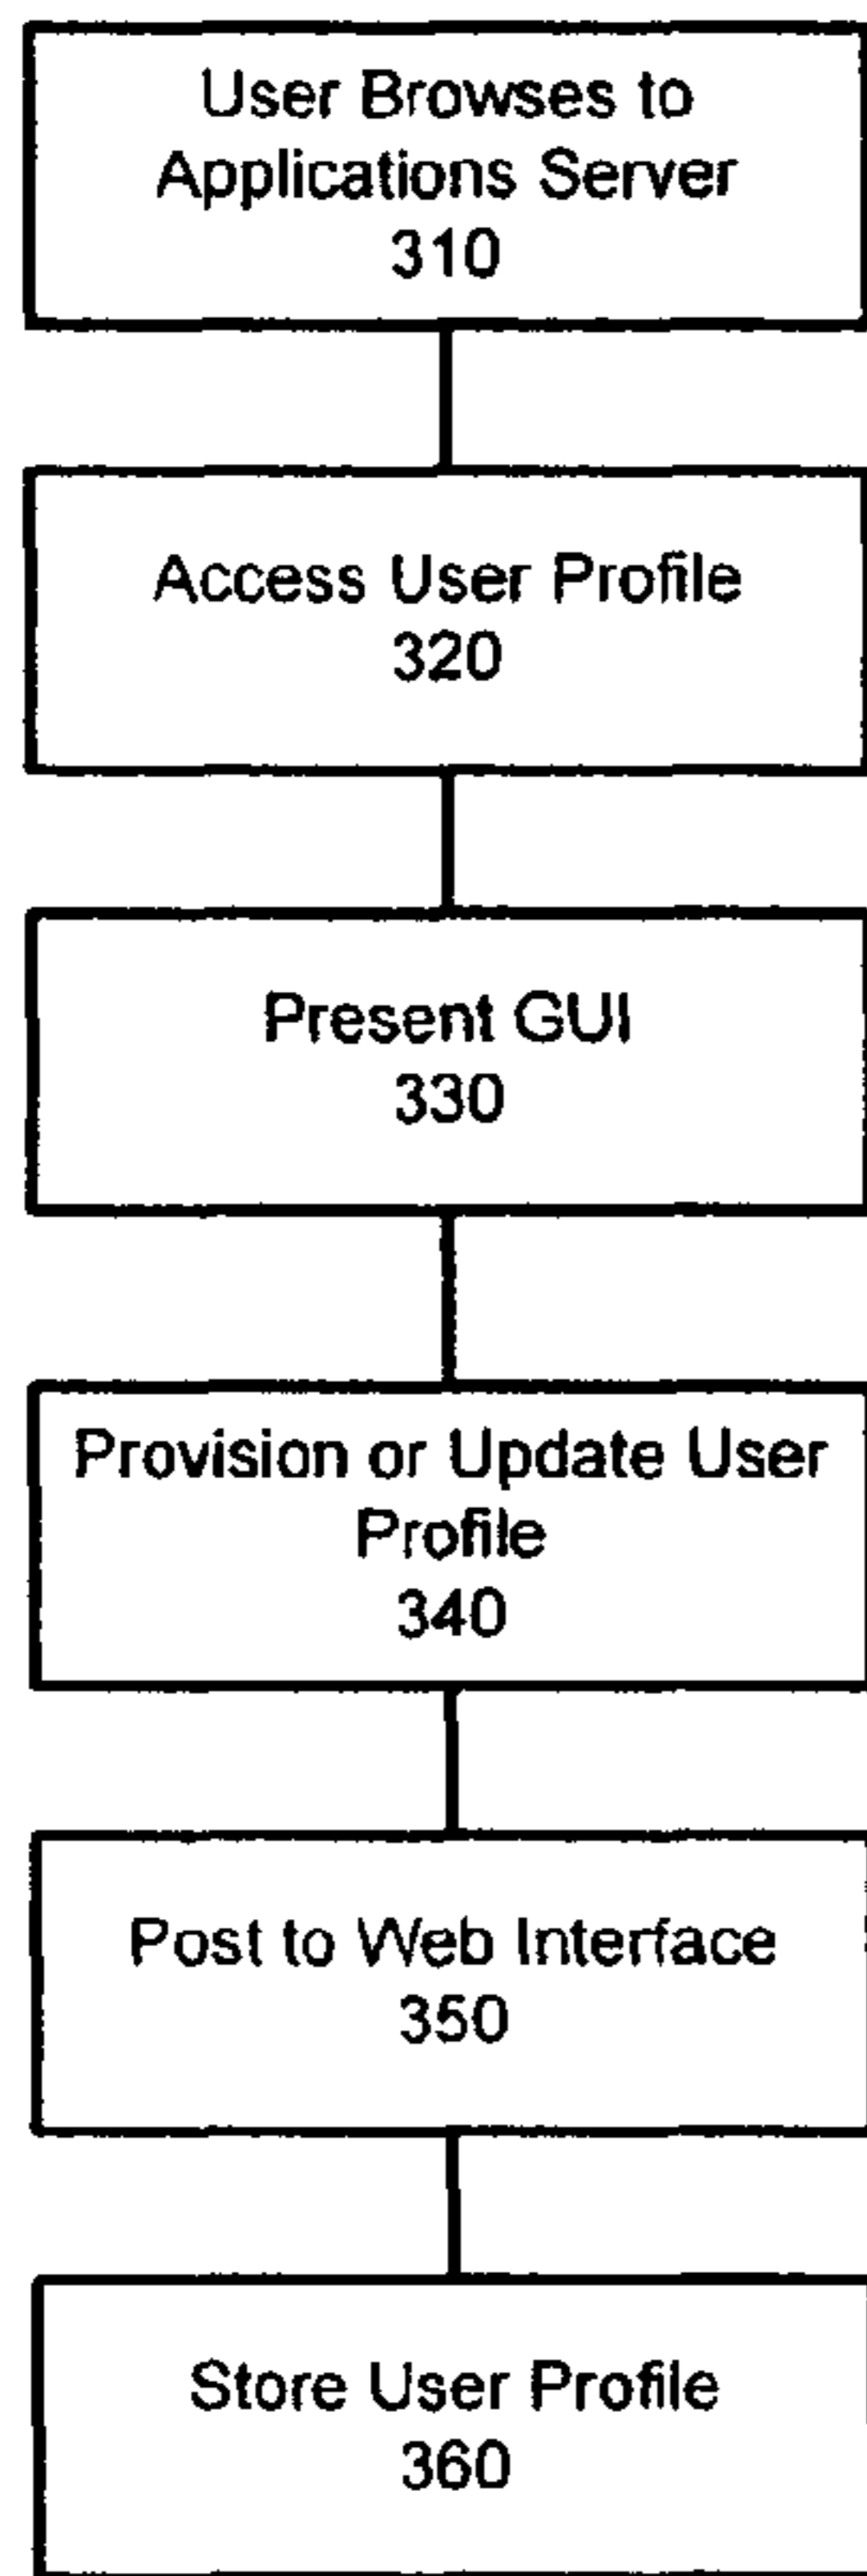 User Browses to
Applications Server
310
Access User Profile
320
Present GUI
330
Provision or Update User
Profile
340
Post to Web Interface
350
Store User Profile
360